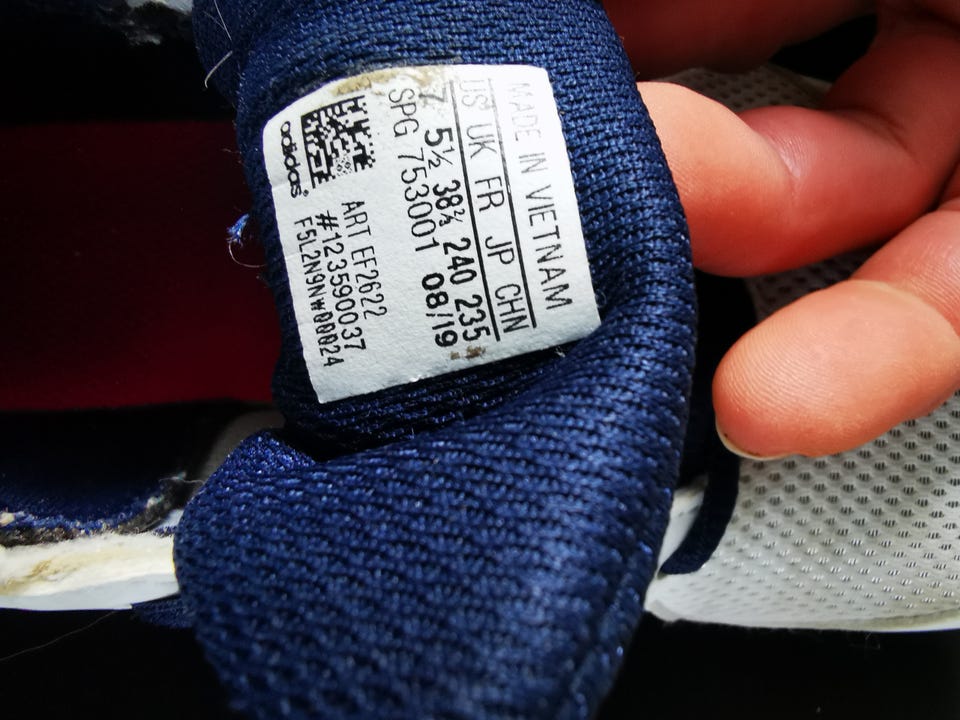 MADE IN VIETNAM
US UK FR JP CHN
7 5½ 38⅔ 240 235
SPG 753001 08/19
adidas
ART EF2622
#123590037
F5L2N9N*00024